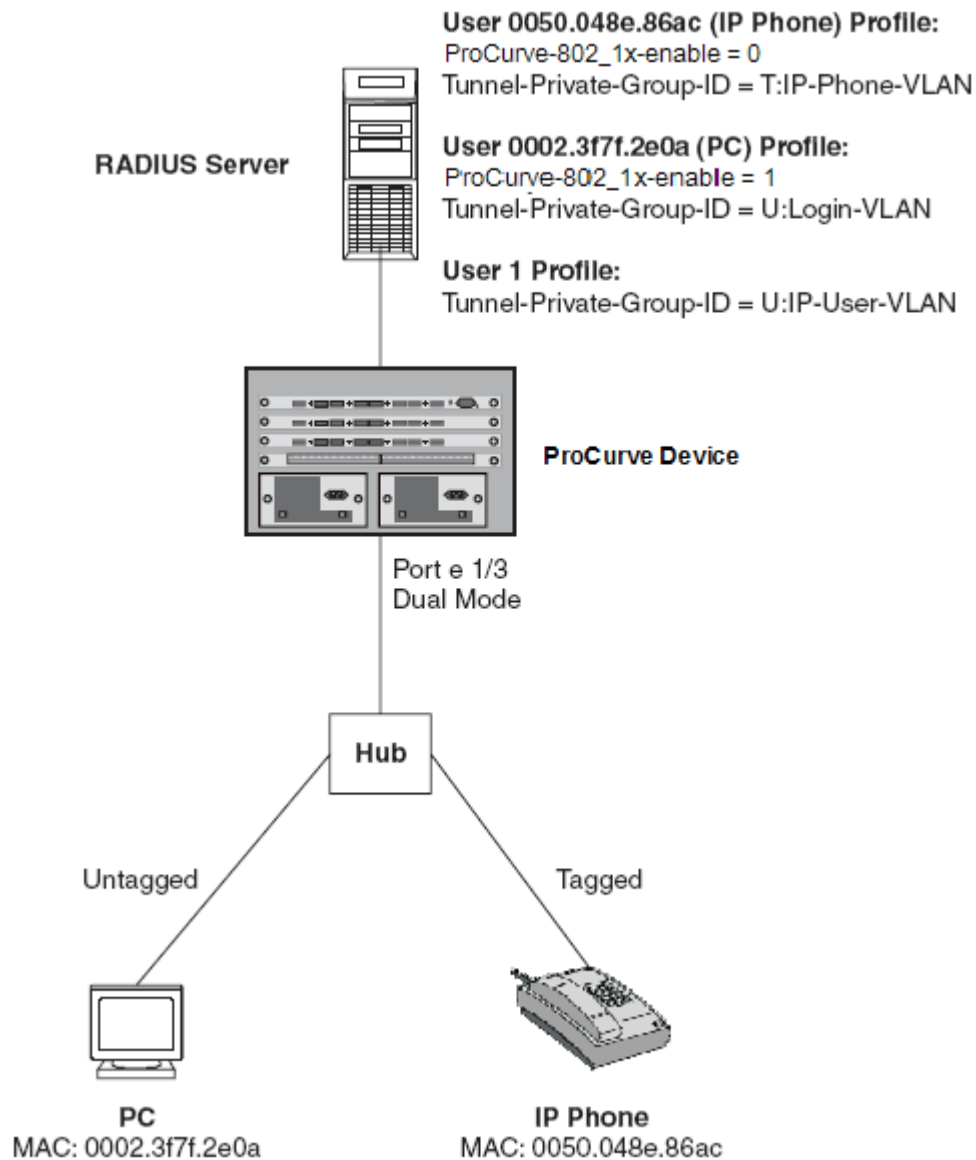 User 0050.048e.86ac (IP Phone) Profile:
ProCurve-802_1x-enable = 0
Tunnel-Private-Group-ID = T:IP-Phone-VLAN
User 0002.3f7f.2e0a (PC) Profile:
ProCurve-802_1x-enable = 1
Tunnel-Private-Group-ID = U:Login-VLAN
User 1 Profile:
Tunnel-Private-Group-ID = U:IP-User-VLAN
RADIUS Server
ProCurve Device
Port e 1/3
Dual Mode
Hub
Untagged
Tagged
PC
MAC: 0002.3f7f.2e0a
IP Phone
MAC: 0050.048e.86ac